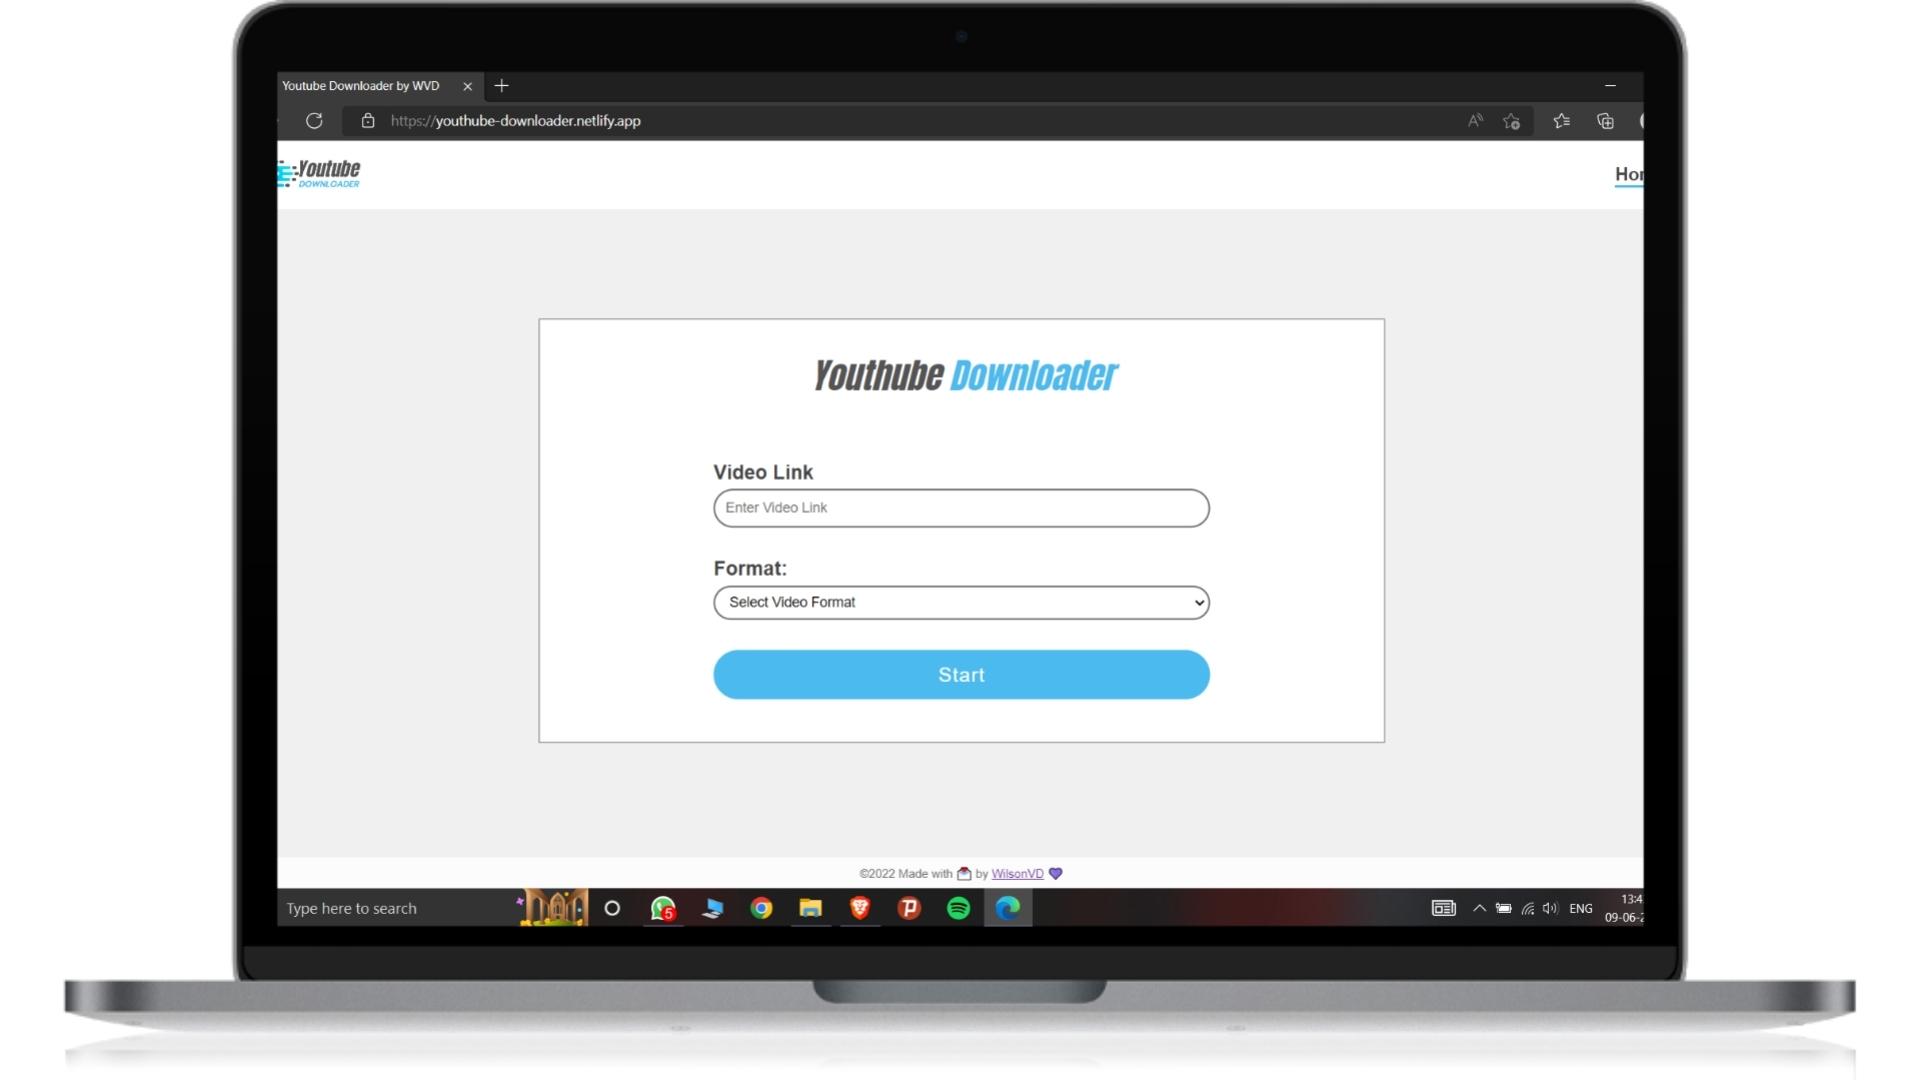 Youtube Downloader by WVD
https://youthube-downloader.netlify.app
Youtube
DOWNLOADER
Hor
Youthube Downloader
Video Link
Enter Video Link
Format:
Select Video Format
Start
©2022 Made with by WilsonVD
Type here to search
5
ENG
13:4
09-06-2